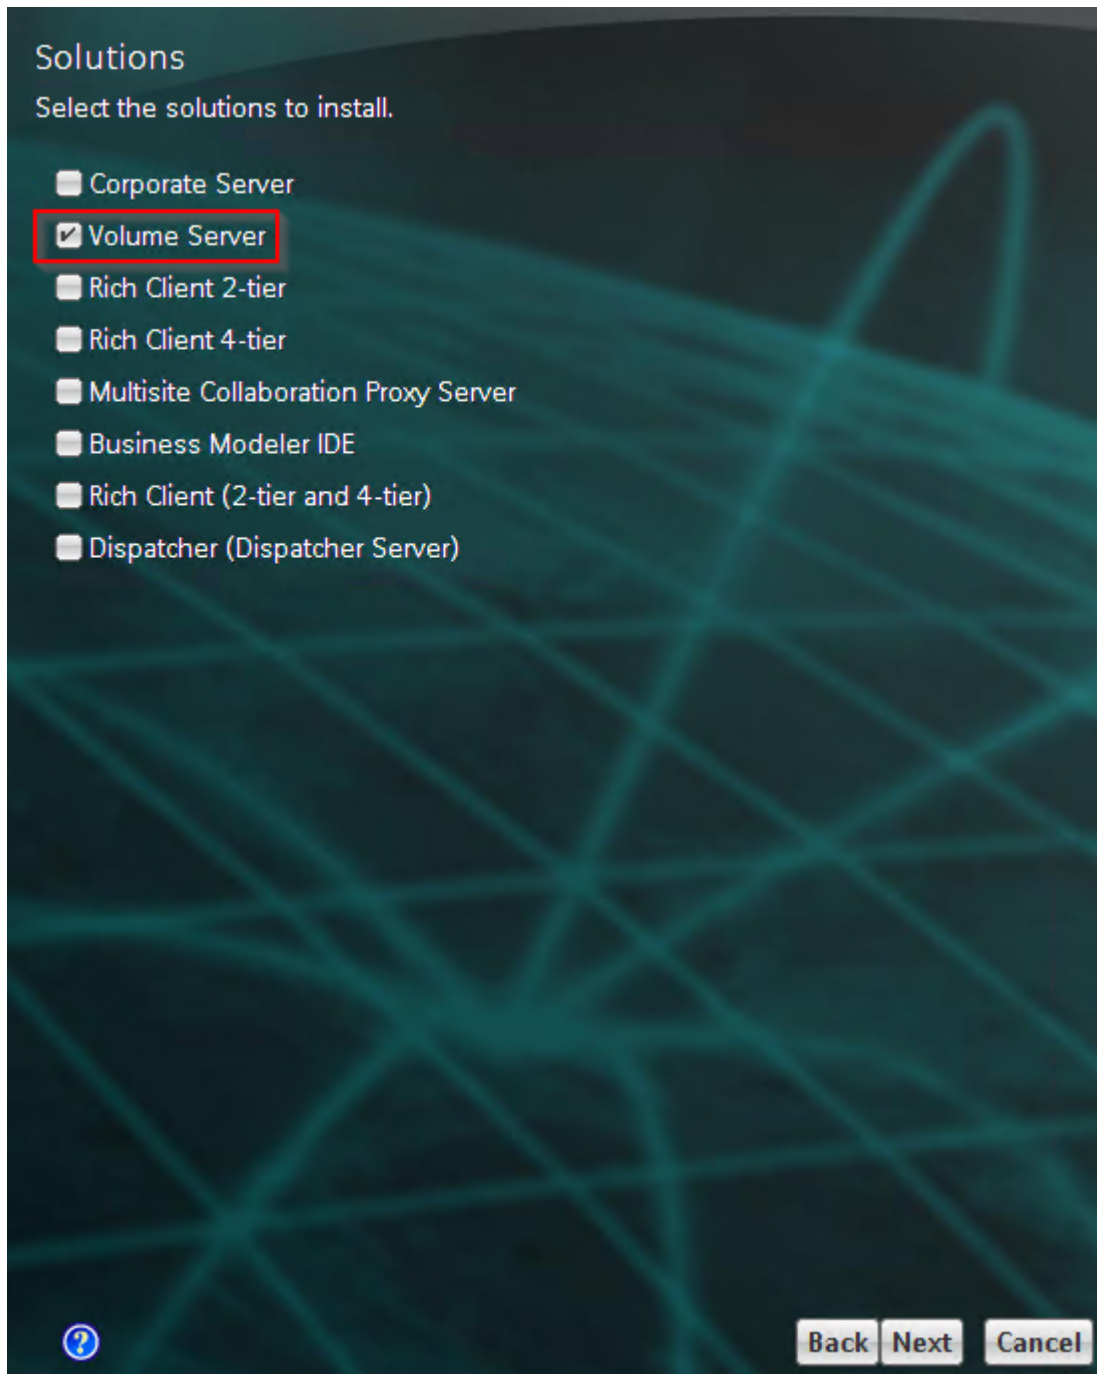 Solutions
Select the solutions to install.
Corporate Server
Volume Server
Rich Client 2-tier
Rich Client 4-tier
Multisite Collaboration Proxy Server
Business Modeler IDE
Rich Client (2-tier and 4-tier)
Dispatcher (Dispatcher Server)
? Back Next Cancel